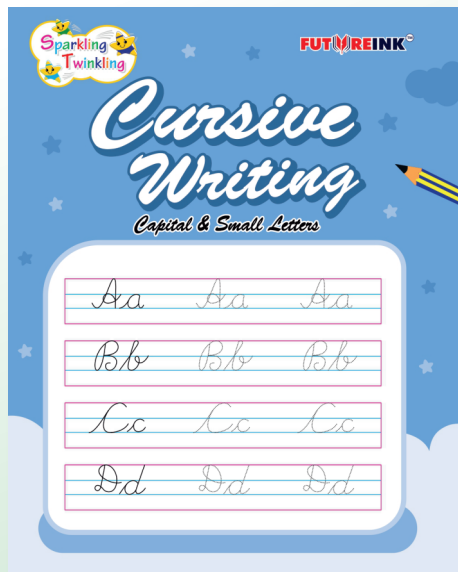 Sparkling
Twinkling
FUTUREINK™
Cursive
Writing
Capital & Small Letters
Aa Aa Aa
Bb Bb Bb
Cc Cc Cc
Dd Dd Dd